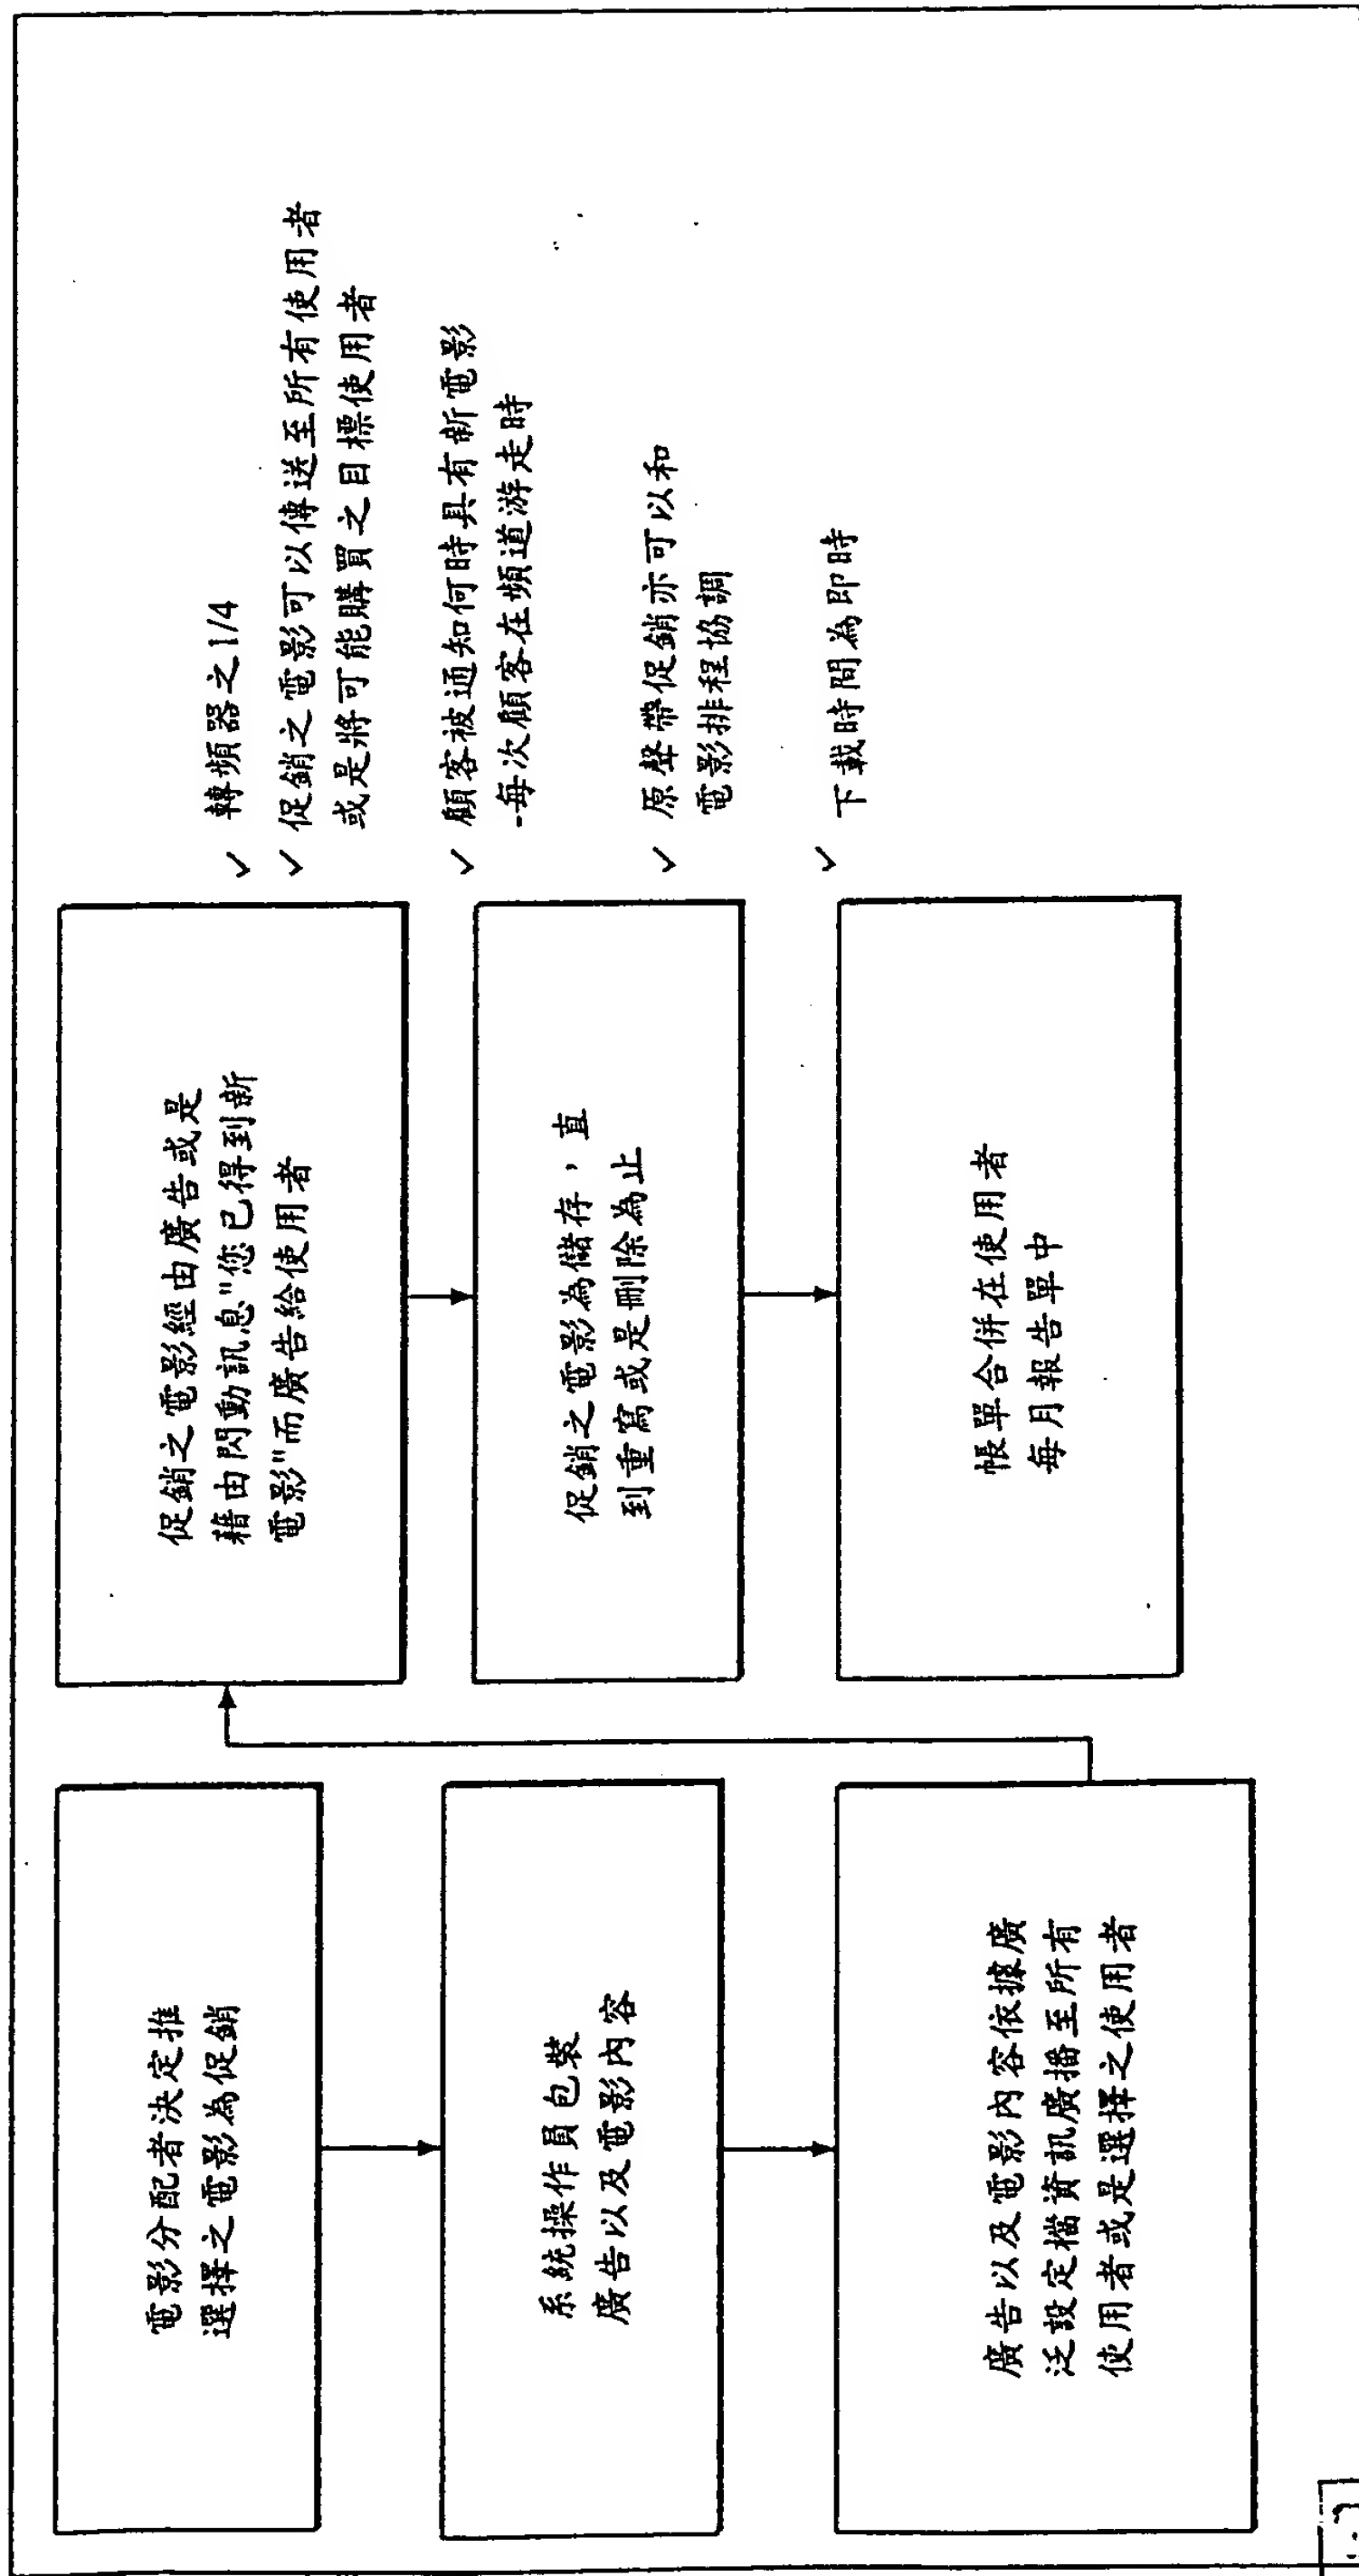 電影分配者決定推
選擇之電影為促銷
系統操作員包裝
廣告以及電影內容
廣告以及電影內容依據廣
泛設定檔資訊廣播至所有
使用者或是選擇之使用者
促銷之電影經由廣告或是
藉由閃動訊息"您已得到新
電影"而廣告給使用者
促銷之電影為儲存，直
到重寫或是刪除為止
帳單合併在使用者
每月報告單中
✓ 轉頻器之1/4
✓ 促銷之電影可以傳送至所有使用者
或是將可能購買之目標使用者
✓ 顧客被通知何時具有新電影
-每次顧客在頻道游走時
✓ 原聲帶促銷亦可以和
電影排程協調
✓ 下載時間為即時